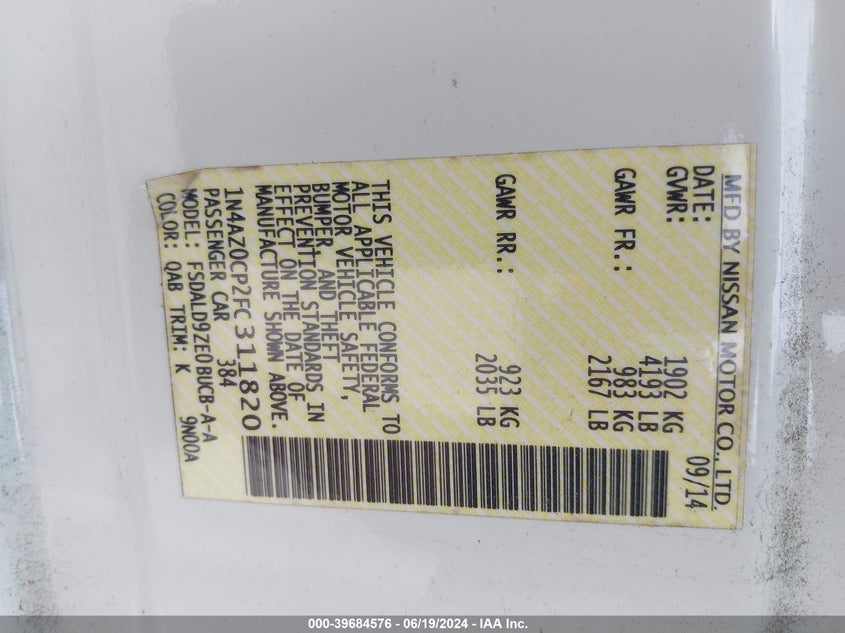 MFD BY NISSAN MOTOR CO., LTD.
DATE: 09/14
GVWR: 1902 KG
4193 LB
GAWR FR.: 983 KG
2167 LB
GAWR RR.: 923 KG
2035 LB
THIS VEHICLE CONFORMS TO
ALL APPLICABLE FEDERAL
MOTOR VEHICLE SAFETY,
BUMPER, AND THEFT
PREVENTION STANDARDS IN
EFFECT ON THE DATE OF
MANUFACTURE SHOWN ABOVE.
1N4AZ0CP2FC311820
PASSENGER CAR 384
MODEL: FSDALD9ZE0BUCB-A-A
COLOR: QAB TRIM: K 9N00A
000-39684576 - 06/19/2024 - IAA Inc.